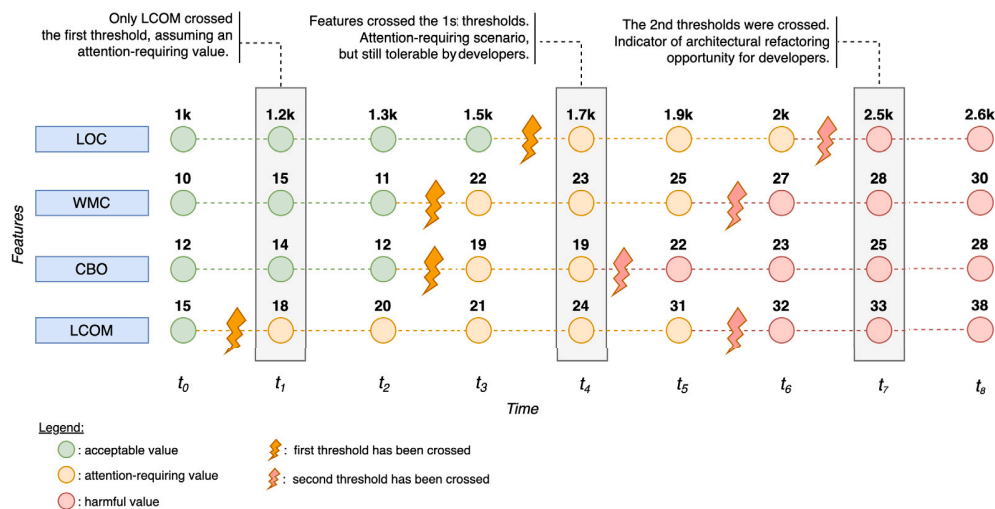 Only LCOM crossed
the first threshold, assuming an
attention-requiring value.
Features crossed the 1st thresholds.
Attention-requiring scenario,
but still tolerable by developers.
The 2nd thresholds were crossed.
Indicator of architectural refactoring
opportunity for developers.
1k 1.2k 1.3k 1.5k 1.7k 1.9k 2k 2.5k 2.6k
LOC
10 15 11 22 23 25 27 28 30
WMC
Features
12 14 12 19 19 22 23 25 28
CBO
15 18 20 21 24 31 32 33 38
LCOM
t0 t1 t2 t3 t4 t5 t6 t7 t8
Time
Legend:
: acceptable value
: first threshold has been crossed
: attention-requiring value
: second threshold has been crossed
: harmful value